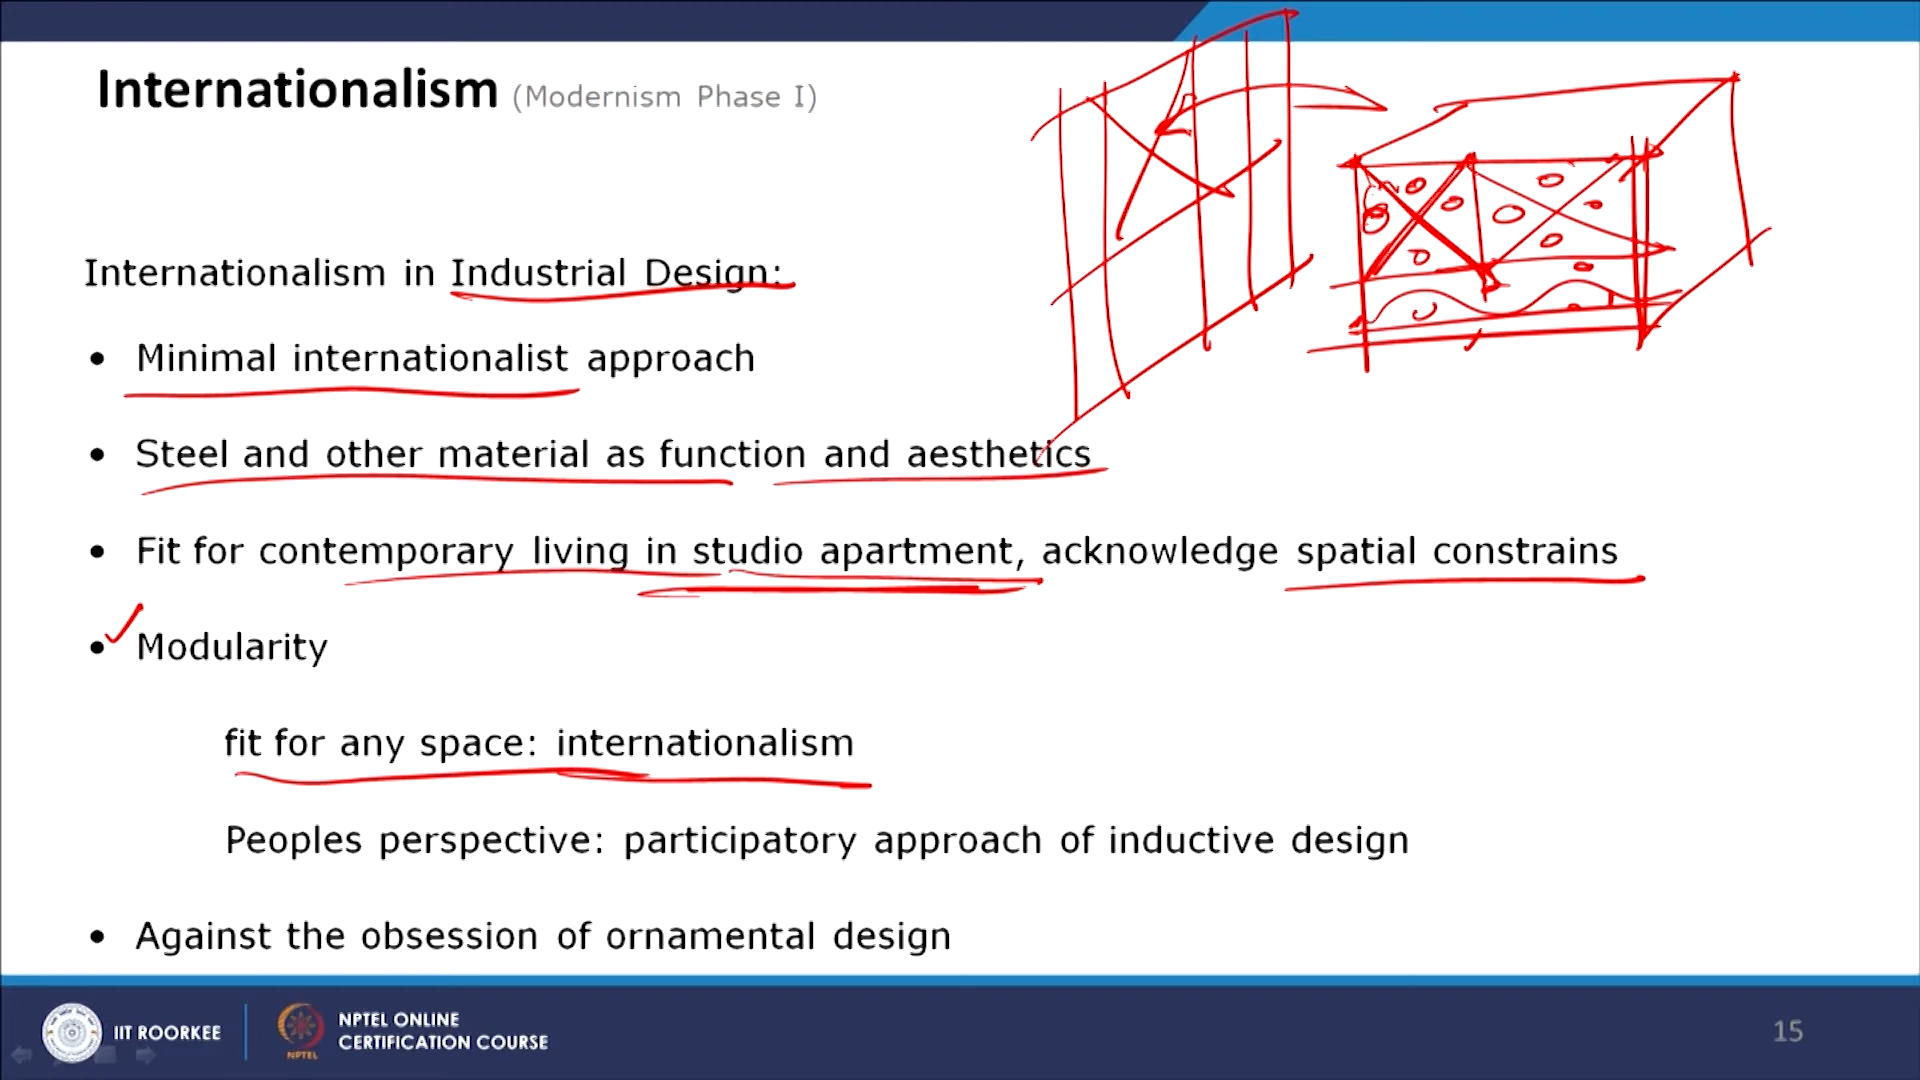 Internationalism (Modernism Phase I)
Internationalism in Industrial Design:
• Minimal internationalist approach
• Steel and other material as function and aesthetics
• Fit for contemporary living in studio apartment, acknowledge spatial constrains
• Modularity
fit for any space: internationalism
Peoples perspective: participatory approach of inductive design
• Against the obsession of ornamental design
IIT ROORKEE
NPTEL
NPTEL ONLINE
CERTIFICATION COURSE
15